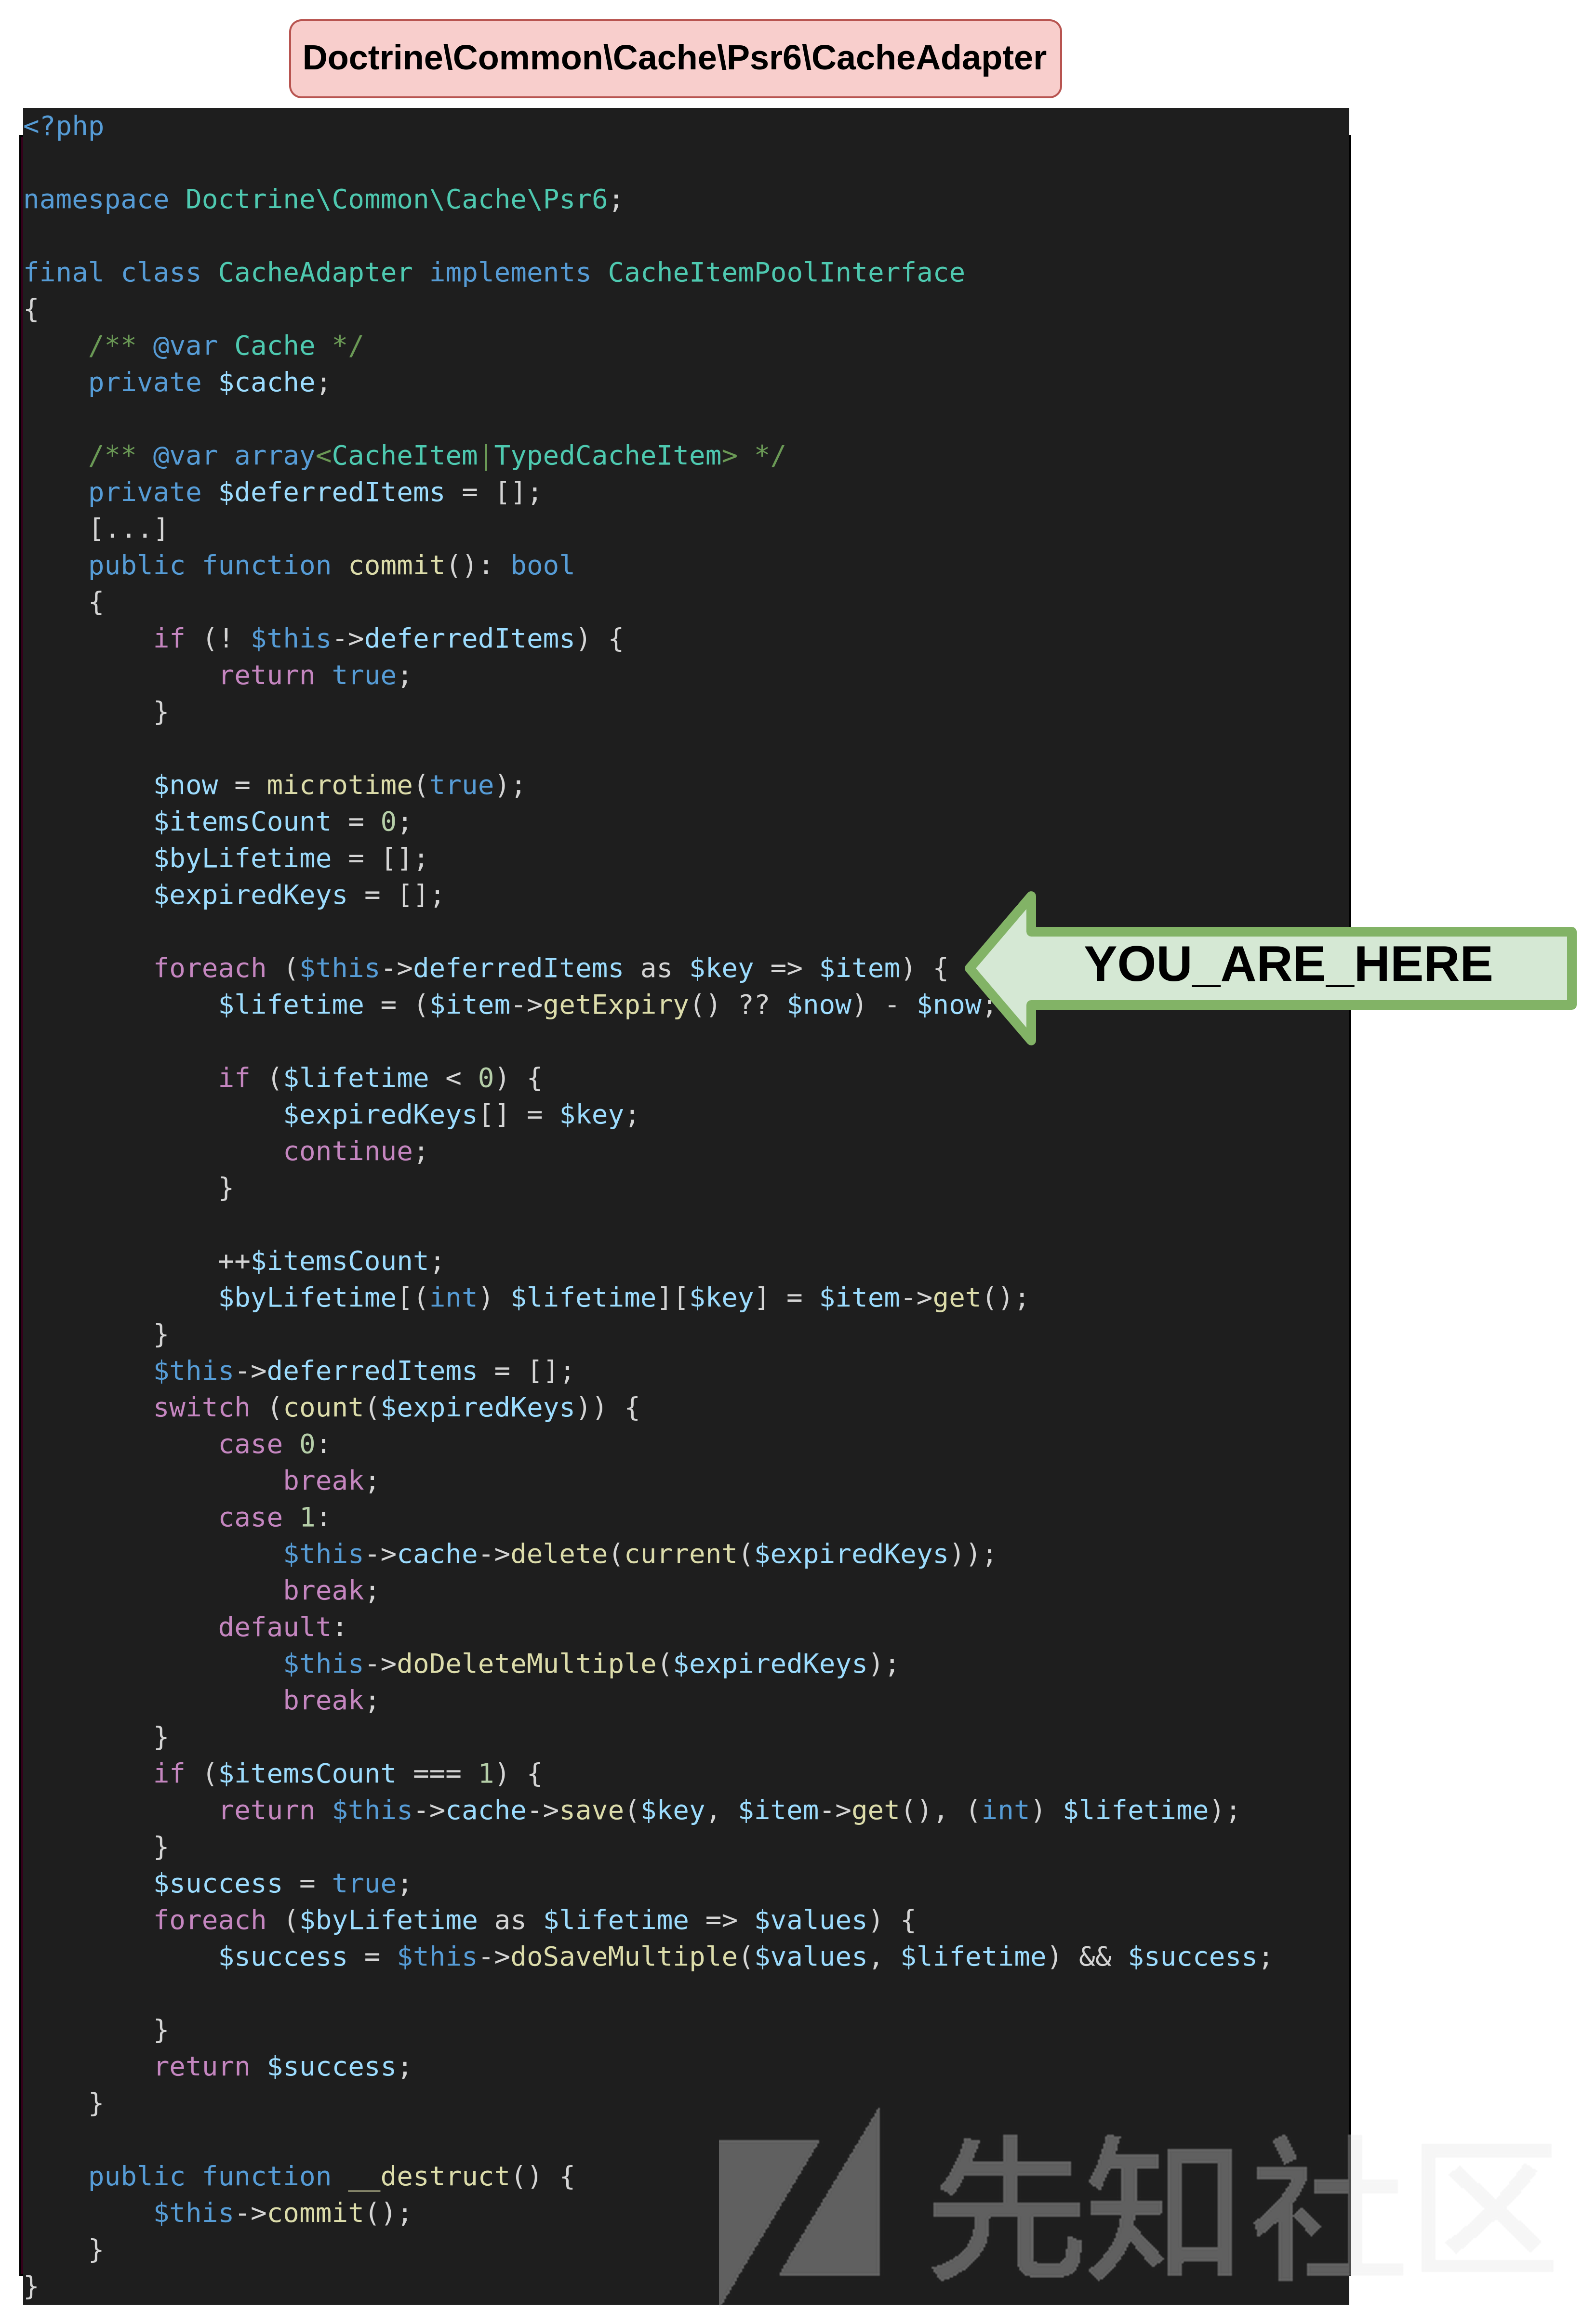 Doctrine\Common\Cache\Psr6\CacheAdapter
<?php
namespace Doctrine\Common\Cache\Psr6;
final class CacheAdapter implements CacheItemPoolInterface
{
    /** @var Cache */
    private $cache;
    /** @var array<CacheItem|TypedCacheItem> */
    private $deferredItems = [];
    [...]
    public function commit(): bool
    {
        if (! $this->deferredItems) {
            return true;
        }
        $now = microtime(true);
        $itemsCount = 0;
        $byLifetime = [];
        $expiredKeys = [];
        foreach ($this->deferredItems as $key => $item) {
YOU_ARE_HERE
            $lifetime = ($item->getExpiry() ?? $now) - $now;
            if ($lifetime < 0) {
                $expiredKeys[] = $key;
                continue;
            }
            ++$itemsCount;
            $byLifetime[(int) $lifetime][$key] = $item->get();
        }
        $this->deferredItems = [];
        switch (count($expiredKeys)) {
            case 0:
                break;
            case 1:
                $this->cache->delete(current($expiredKeys));
                break;
            default:
                $this->doDeleteMultiple($expiredKeys);
                break;
        }
        if ($itemsCount === 1) {
            return $this->cache->save($key, $item->get(), (int) $lifetime);
        }
        $success = true;
        foreach ($byLifetime as $lifetime => $values) {
            $success = $this->doSaveMultiple($values, $lifetime) && $success;
        }
        return $success;
    }
    public function __destruct() {
        $this->commit();
    }
}
先知社区